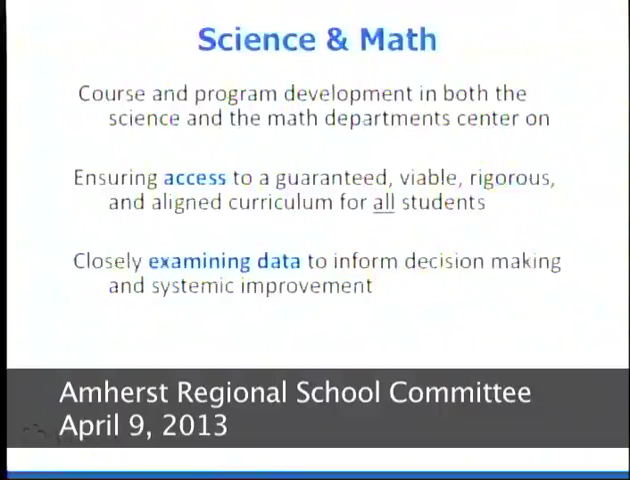 Science & Math
Course and program development in both the
science and the math departments center on
Ensuring access to a guaranteed, viable, rigorous,
and aligned curriculum for all students
Closely examining data to inform decision making
and systemic improvement
Amherst Regional School Committee
April 9, 2013